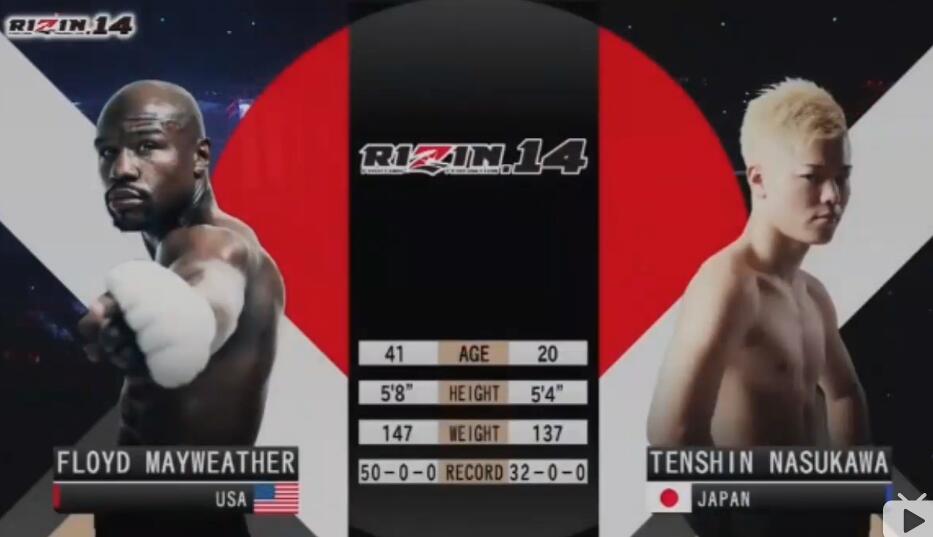 RIZIN.14
RIZIN.14
41 AGE 20
5'8" HEIGHT 5'4"
147 WEIGHT 137
50-0-0 RECORD 32-0-0
FLOYD MAYWEATHER
USA
TENSHIN NASUKAWA
JAPAN